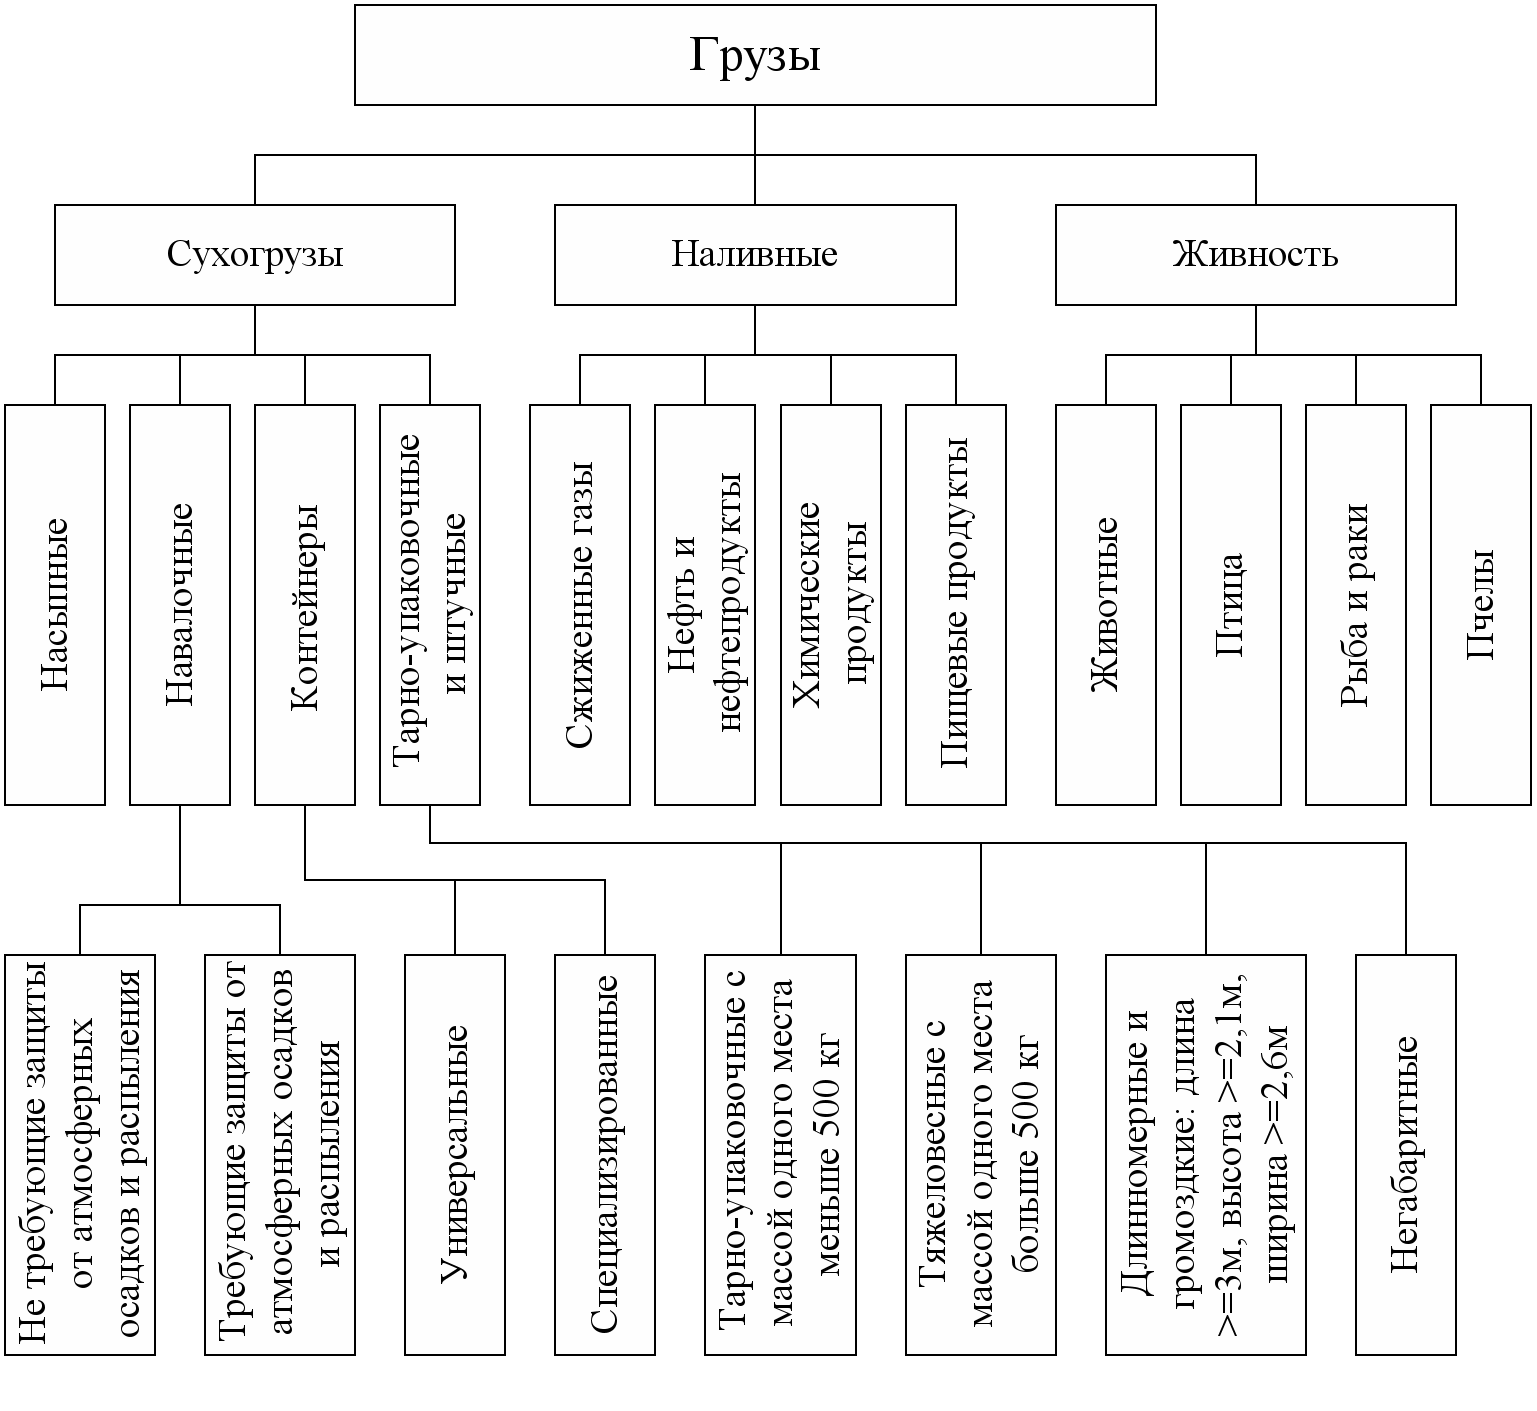 Грузы
Сухогрузы
Наливные
Живность
Насыпные
Навалочные
Контейнеры
Тарно-упаковочные
и штучные
Сжиженные газы
Нефть и
нефтепродукты
Химические
продукты
Пищевые продукты
Животные
Птица
Рыба и раки
Пчелы
Не требующие защиты
от атмосферных
осадков и распыления
Требующие защиты от
атмосферных осадков
и распыления
Универсальные
Специализированные
Тарно-упаковочные с
массой одного места
меньше 500 кг
Тяжеловесные с
массой одного места
больше 500 кг
Длинномерные и
громоздкие: длина
>=3м, высота >=2,1м,
ширина >=2,6м
Негабаритные